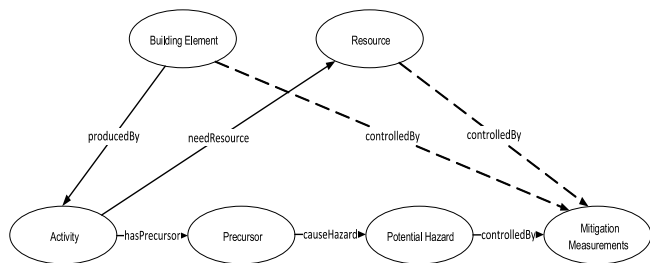 Building Element
Resource
producedBy
needResource
controlledBy
controlledBy
Activity
hasPrecursor
Precursor
causeHazard
Potential Hazard
controlledBy
Mitigation
Measurements